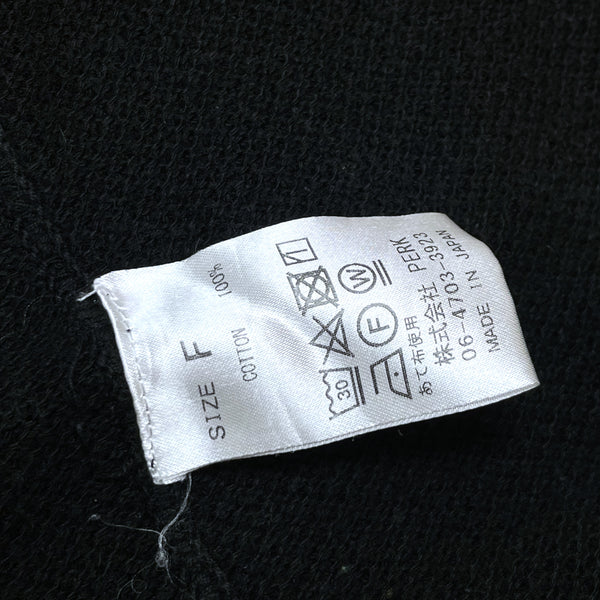 SIZE F
COTTON 100%
30
F
W
あて布使用
株式会社 PERK
06-4703-3923
MADE IN JAPAN